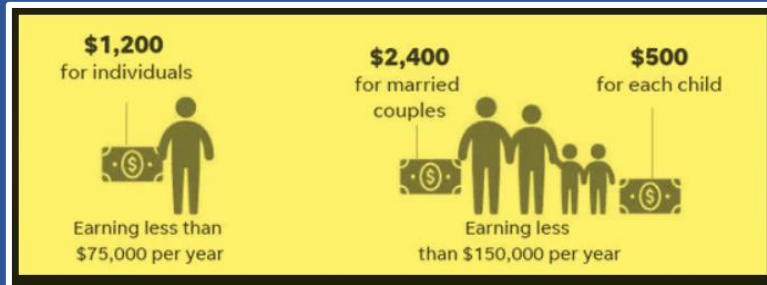 $1,200
for individuals
Earning less than
$75,000 per year
$2,400
for married
couples
$500
for each child
Earning less
than $150,000 per year